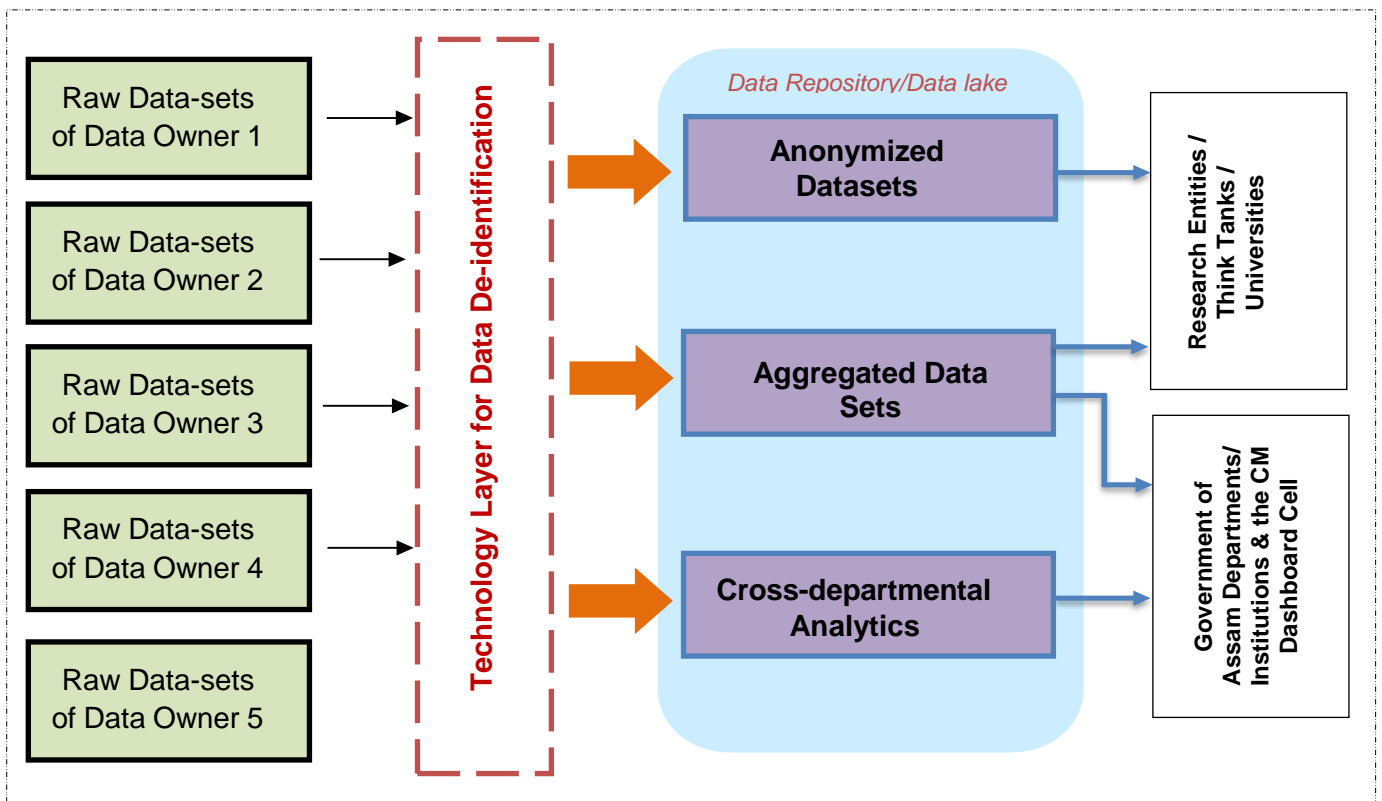 Raw Data-sets
of Data Owner 1
Raw Data-sets
of Data Owner 2
Raw Data-sets
of Data Owner 3
Raw Data-sets
of Data Owner 4
Raw Data-sets
of Data Owner 5
Technology Layer for Data De-identification
Data Repository/Data lake
Anonymized
Datasets
Aggregated Data
Sets
Cross-departmental
Analytics
Research Entities /
Think Tanks /
Universities
Government of
Assam Departments/
Institutions & the CM
Dashboard Cell